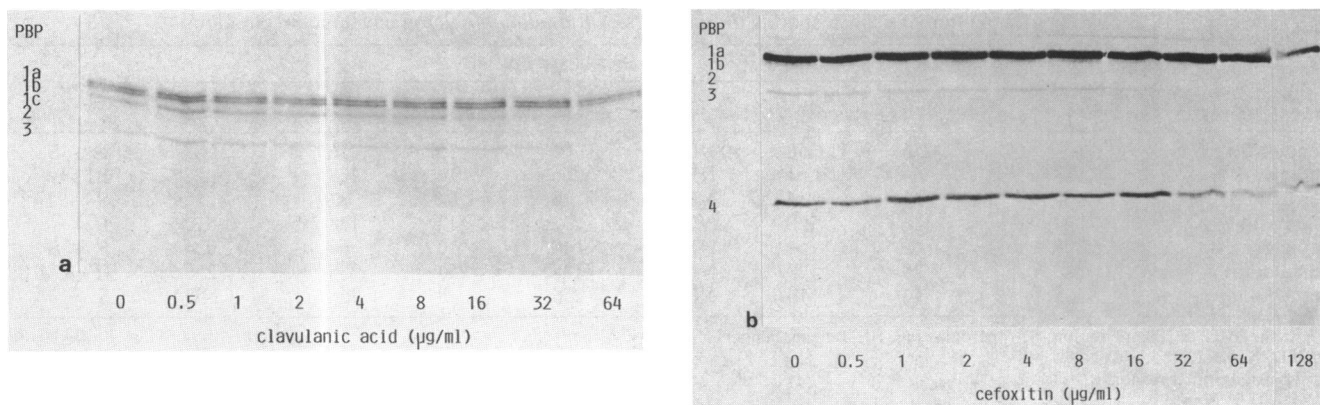 PBP
1a
1b
1c
2
3
a
0 0.5 1 2 4 8 16 32 64
clavulanic acid (µg/ml)
PBP
1a
1b
2
3
4
b
0 0.5 1 2 4 8 16 32 64 128
cefoxitin (µg/ml)